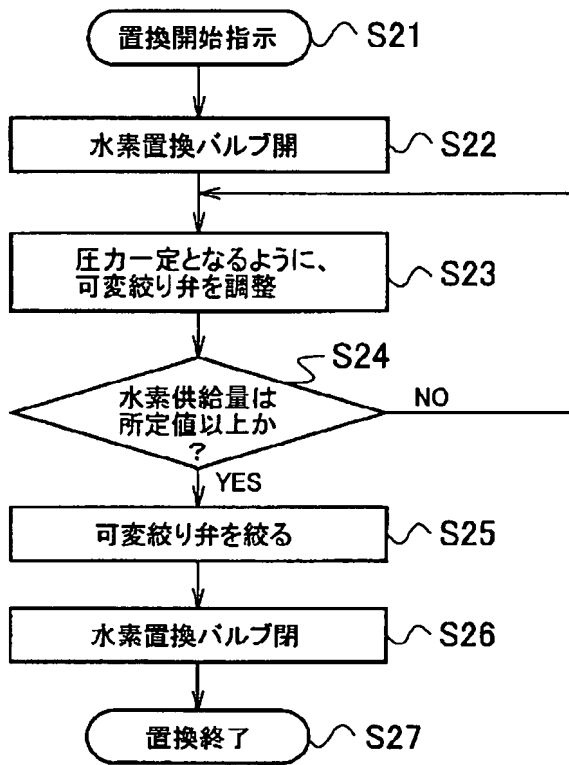 置換開始指示
S21
水素置換バルブ開
S22
圧力一定となるように、
可変絞り弁を調整
S23
S24
水素供給量は
所定値以上か
?
NO
YES
可変絞り弁を絞る
S25
水素置換バルブ閉
S26
置換終了
S27